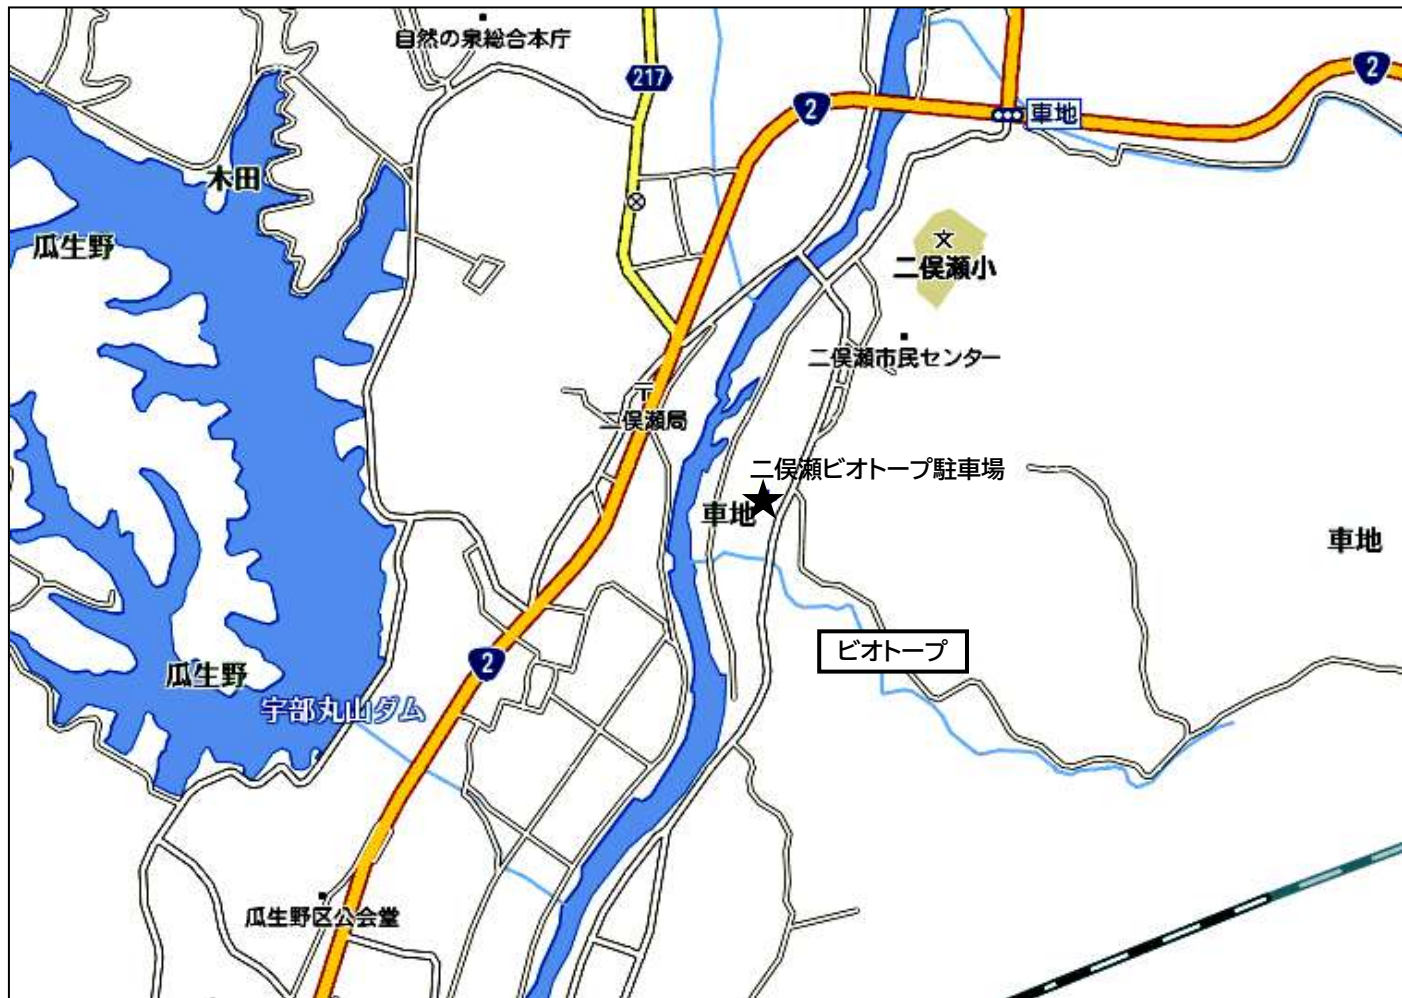 自然の泉総合本庁
217
2
2
車地
木田
瓜生野
文
二俣瀬小
二俣瀬市民センター
二俣瀬局
二俣瀬ビオトープ駐車場
車地
車地
ビオトープ
2
瓜生野
宇部丸山ダム
瓜生野区公会堂